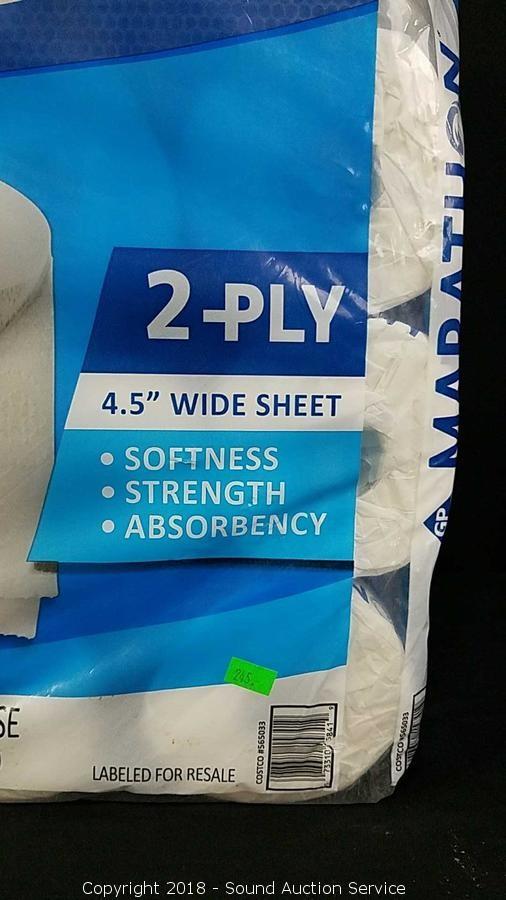 2-PLY
4.5” WIDE SHEET
• SOFTNESS
• STRENGTH
• ABSORBENCY
GP MARATHON
245.
SE
LABELED FOR RESALE
COSTCO #565033
COSTCO #565033
Copyright 2018 - Sound Auction Service